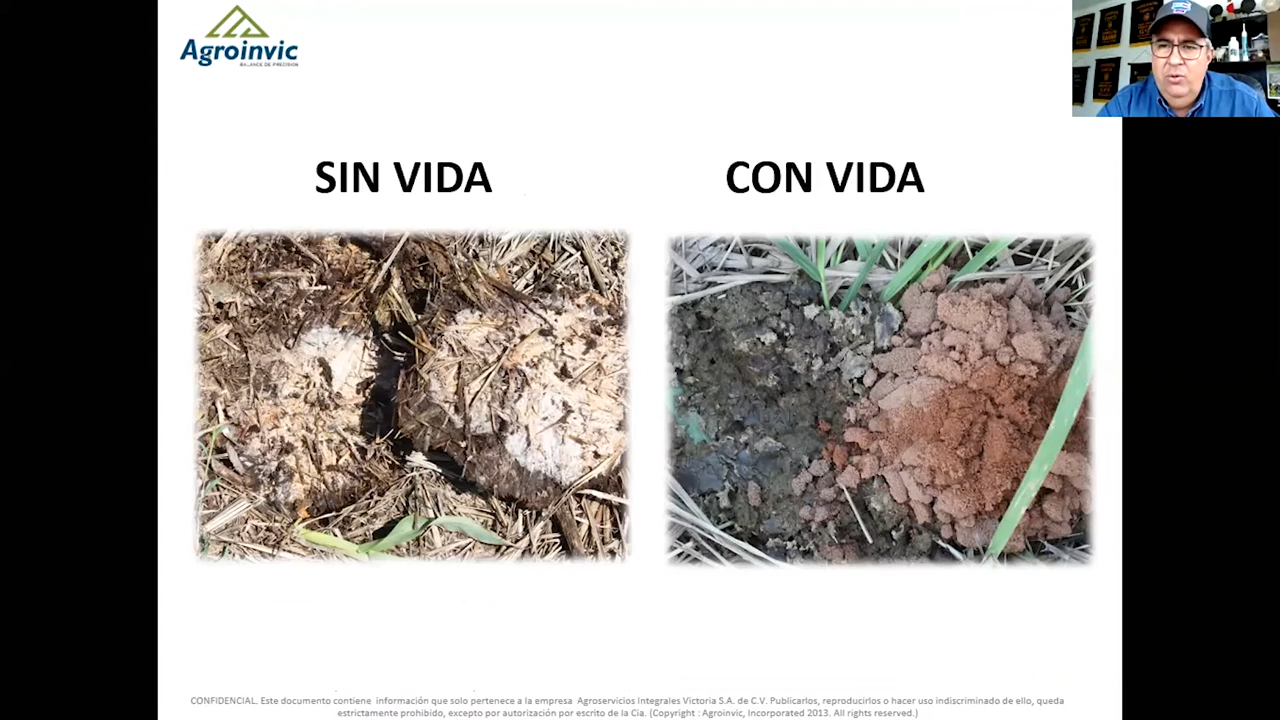 Agroinvic
BALANCE DE PRECISIÓN
SIN VIDA
CON VIDA
CONFIDENCIAL. Este documento contiene información que solo pertenece a la empresa Agroservicios Integrales Victoria S.A. de C.V. Publicarlos, reproducirlos o hacer uso indiscriminado de ello, queda
estrictamente prohibido, excepto por autorización por escrito de la Cia. (Copyright : Agroinvic, Incorporated 2013. All rights reserved.)